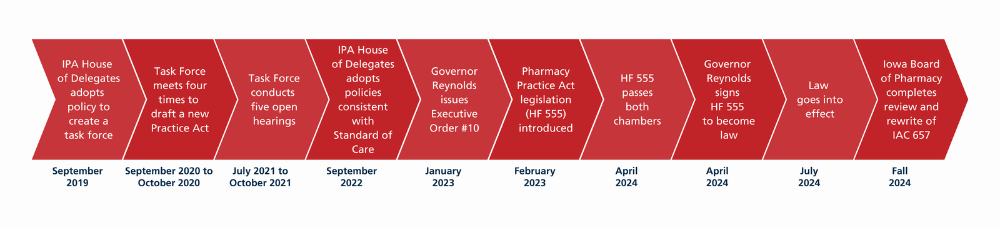 IPA House
of Delegates
adopts
policy to
create a
task force
September
2019
Task Force
meets four
times to
draft a new
Practice Act
September 2020 to
October 2020
Task Force
conducts
five open
hearings
July 2021 to
October 2021
IPA House
of Delegates
adopts
policies
consistent
with
Standard of
Care
September
2022
Governor
Reynolds
issues
Executive
Order #10
January
2023
Pharmacy
Practice Act
legislation
(HF 555)
introduced
February
2023
HF 555
passes
both
chambers
April
2024
Governor
Reynolds
signs
HF 555
to become
law
April
2024
Law
goes into
effect
July
2024
Iowa Board
of Pharmacy
completes
review and
rewrite of
IAC 657
Fall
2024